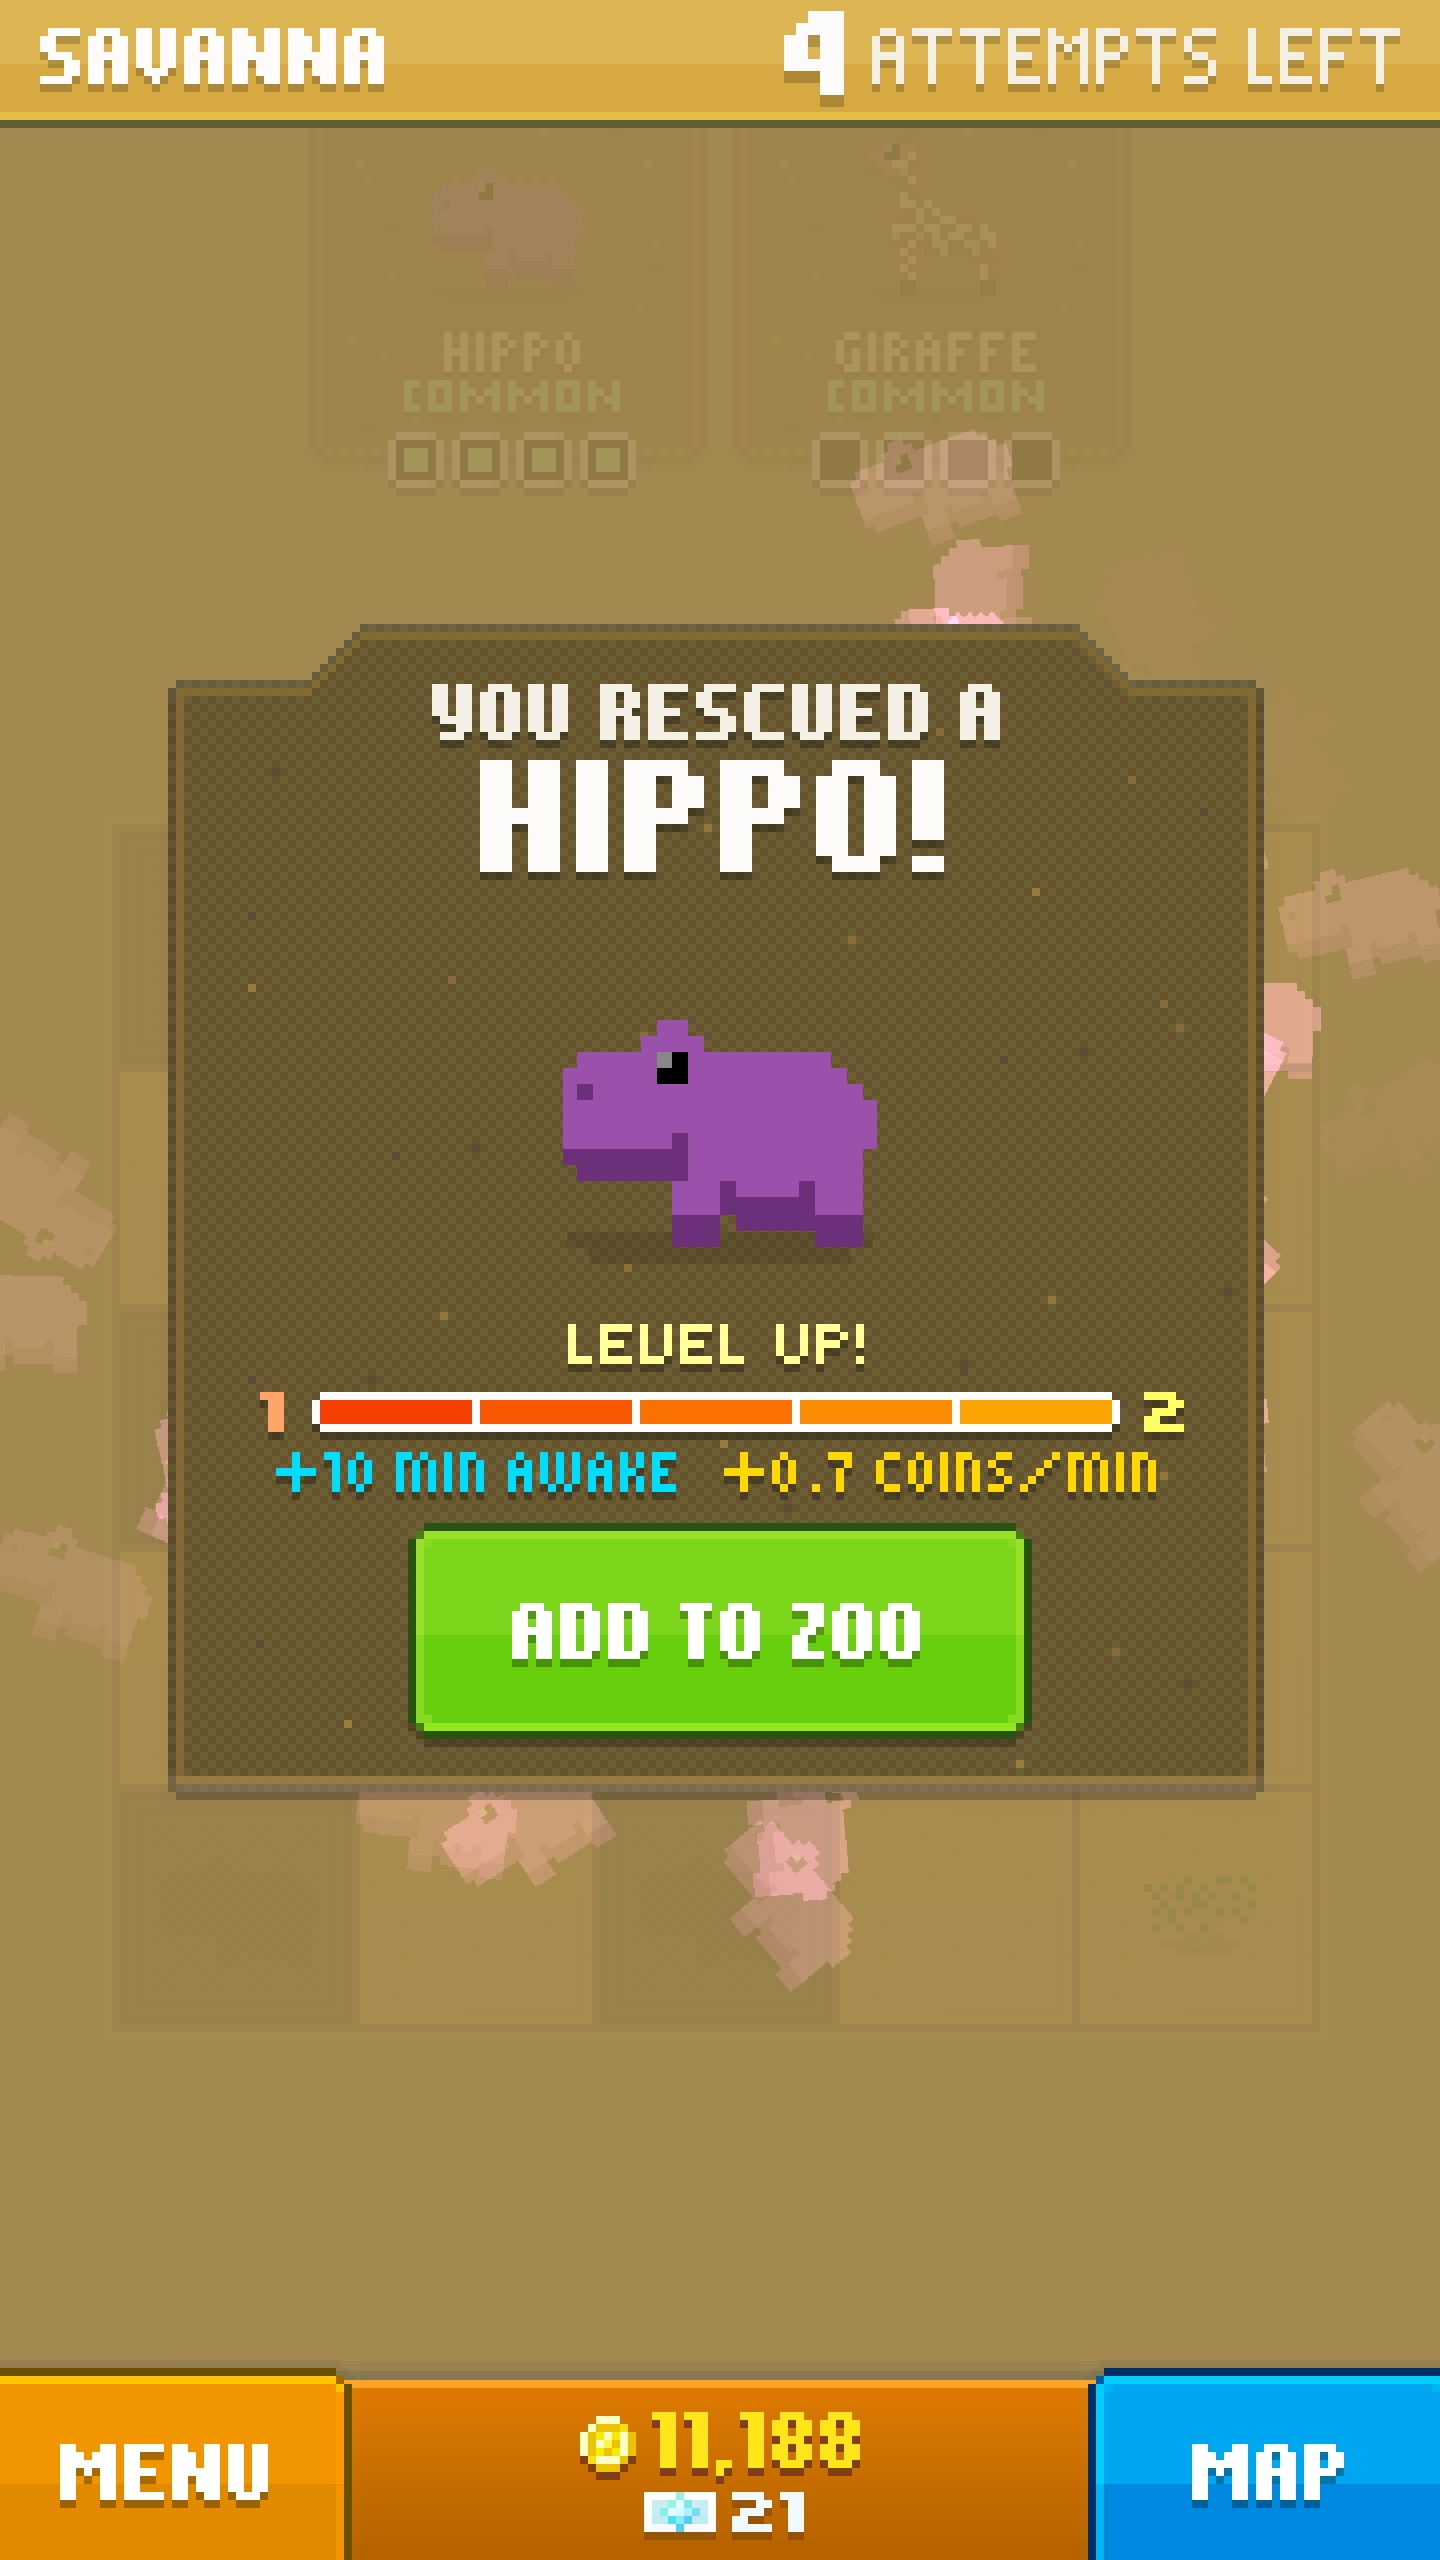 SAVANNA
4 ATTEMPTS LEFT
HIPPO
COMMON
GIRAFFE
COMMON
YOU RESCUED A
HIPPO!
LEVEL UP!
1 2
+10 MIN AWAKE +0.7 COINS/MIN
ADD TO ZOO
MENU
11,188
21
MAP